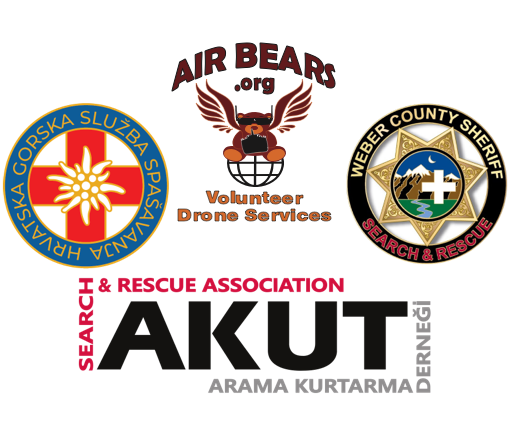 AIR BEARS
.org
Volunteer
Drone Services
HRVATSKA GORSKA SLUŽBA SPAŠAVANJA
WEBER COUNTY SHERIFF
SEARCH & RESCUE
SEARCH & RESCUE ASSOCIATION
AKUT
ARAMA KURTARMA DERNEĞİ